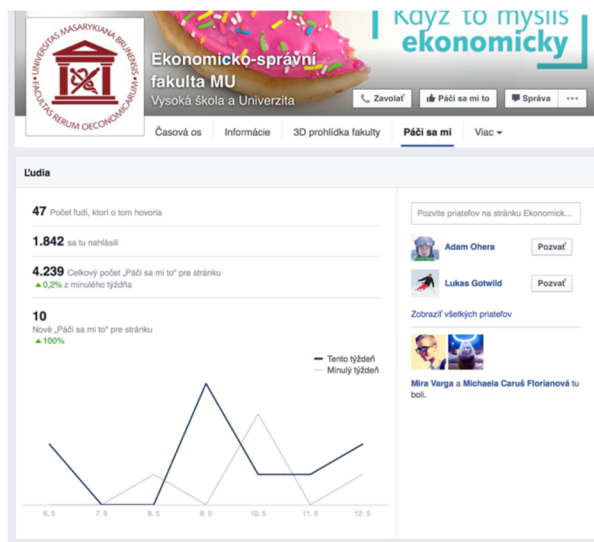 Když to myslíš
ekonomicky
UNIVERSITAS MASARYKIANA BRUNENSIS
FACULTAS RERUM OECONOMICARUM
Ekonomicko-správní
fakulta MU
Vysoká škola a Univerzita
Zavolať
Páči sa mi to
Správa
Časová os
Informácie
3D prohlídka fakulty
Páči sa mi
Viac
Ľudia
47 Počet ľudí, ktorí o tom hovoria
1.842 sa tu nahlásili
4.239 Celkový počet „Páči sa mi to" pre stránku
0,2% z minulého týždňa
10
Nové „Páči sa mi to" pre stránku
100%
Tento týždeň
Minulý týždeň
6. 5
7. 5
8. 5
9. 5
10. 5
11. 5
12. 5
Pozvite priateľov na stránku Ekonomick...
Adam Ohera
Pozvať
Lukas Gotwild
Pozvať
Zobraziť všetkých priateľov
Mira Varga a Michaela Caruš Florianová tu
boli.